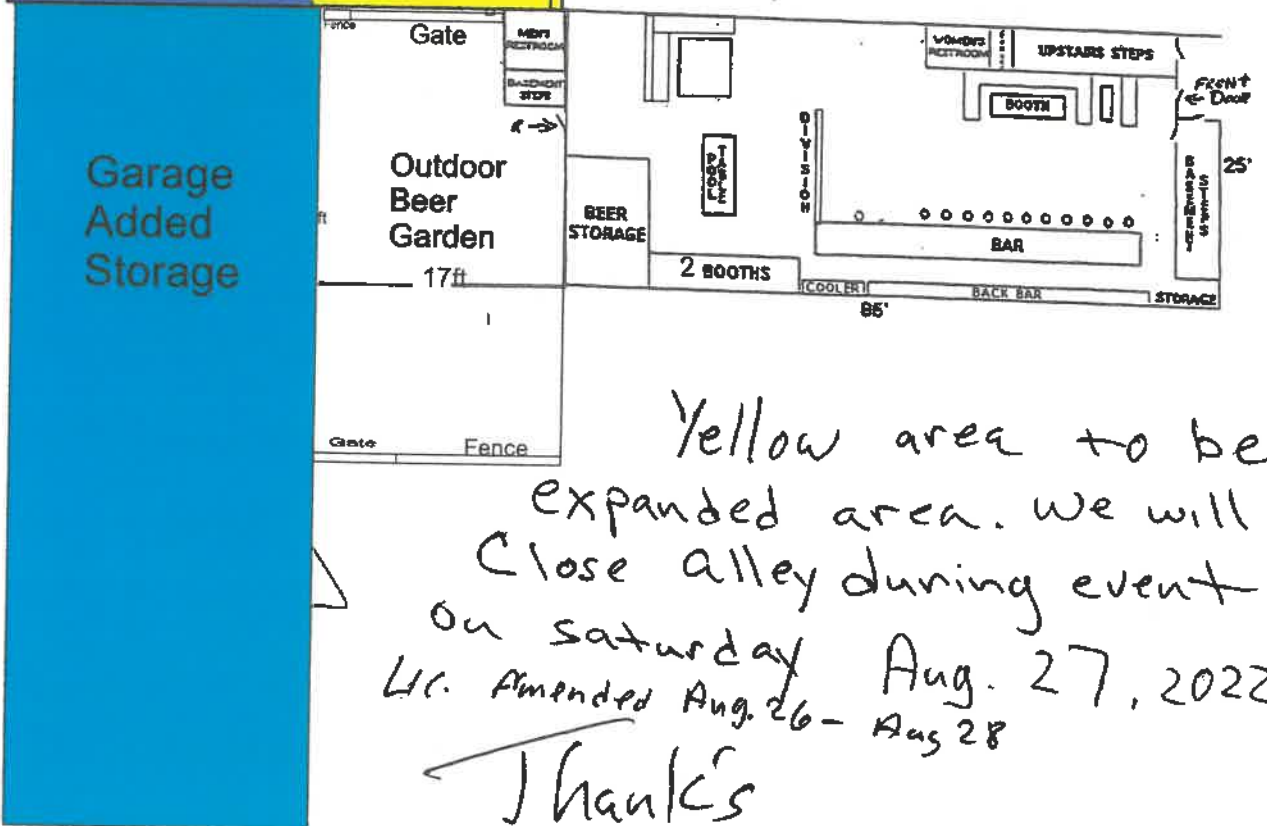 Fence
Gate
MEN'S
RESTROOM
BASEMENT
STEPS
WOMEN'S
RESTROOM
UPSTAIRS STEPS
FRONT
Door
BOOTH
Garage
Added
Storage
Outdoor
Beer
Garden
17ft
ft
BEER
STORAGE
POOL
TABLE
2 BOOTHS
DIVISION
BAR
COOLER
BACK BAR
BASEMENT
STEPS
STORAGE
25'
85'
Gate
Fence
Yellow area to be
expanded area. We will
Close alley during event
on saturday Aug. 27, 2022
Lic. Amended Aug. 26 - Aug 28
Thank's